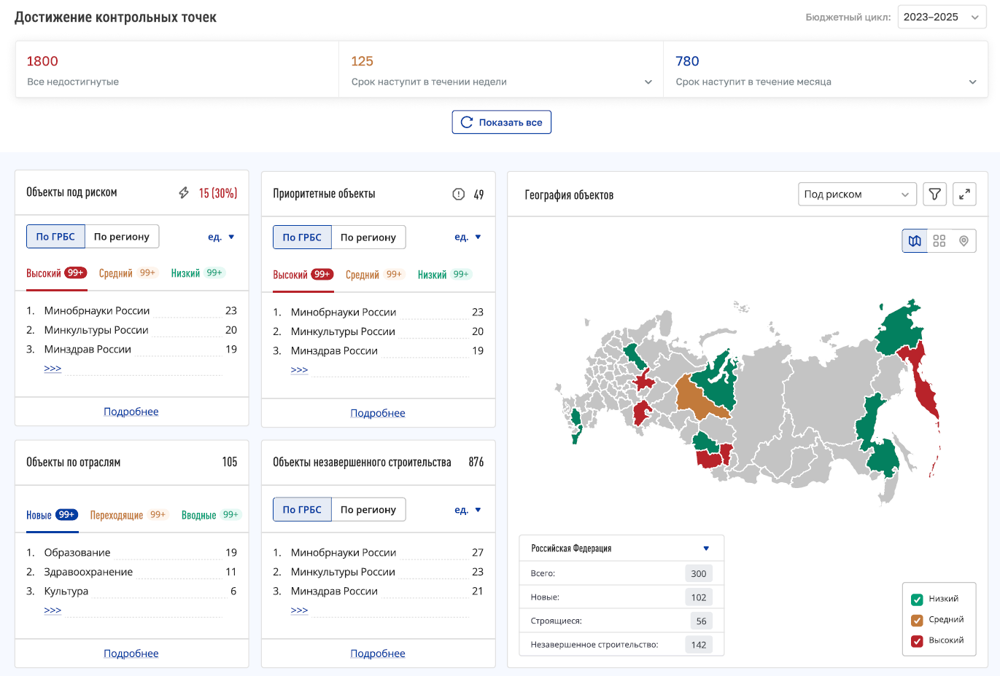 Достижение контрольных точек
Бюджетный цикл: 2023–2025
1800
Все недостигнутые
125
Срок наступит в течении недели
780
Срок наступит в течение месяца
Показать все
Объекты под риском 15 (30%)
По ГРБС По региону ед.
Высокий 99+ Средний 99+ Низкий 99+
1. Минобрнауки России 23
2. Минкультуры России 20
3. Минздрав России 19
>>>
Подробнее
Приоритетные объекты 49
По ГРБС По региону ед.
Высокий 99+ Средний 99+ Низкий 99+
1. Минобрнауки России 23
2. Минкультуры России 20
3. Минздрав России 19
>>>
Подробнее
География объектов
Под риском
Объекты по отраслям 105
Новые 99+ Переходящие 99+ Вводные 99+
1. Образование 19
2. Здравоохранение 11
3. Культура 6
>>>
Подробнее
Объекты незавершенного строительства 876
По ГРБС По региону ед.
1. Минобрнауки России 27
2. Минкультуры России 23
3. Минздрав России 21
>>>
Подробнее
Российская Федерация
Всего: 300
Новые: 102
Строящиеся: 56
Незавершенное строительство: 142
Низкий
Средний
Высокий